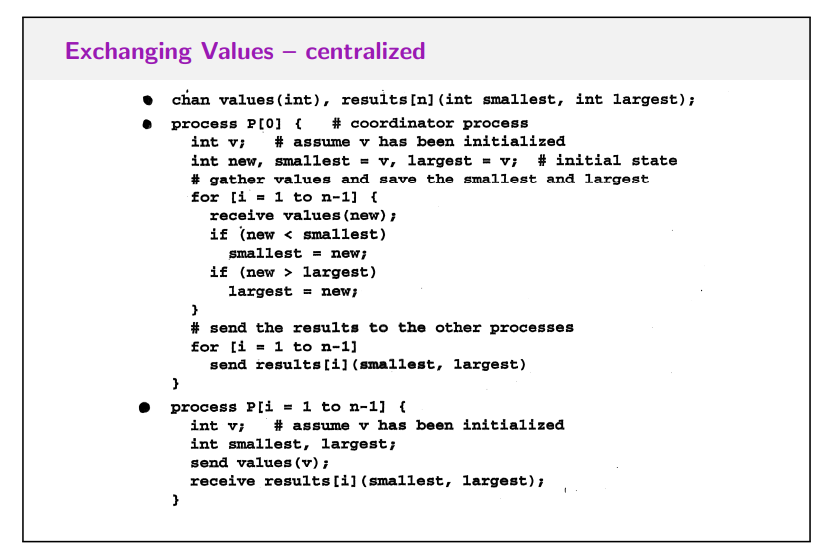 Exchanging Values – centralized
● chan values(int), results[n](int smallest, int largest);
● process P[0] {   # coordinator process
int v;   # assume v has been initialized
int new, smallest = v, largest = v;  # initial state
# gather values and save the smallest and largest
for [i = 1 to n-1] {
receive values(new);
if (new < smallest)
smallest = new;
if (new > largest)
largest = new;
}
# send the results to the other processes
for [i = 1 to n-1]
send results[i](smallest, largest)
}
● process P[i = 1 to n-1] {
int v;   # assume v has been initialized
int smallest, largest;
send values(v);
receive results[i](smallest, largest);
}